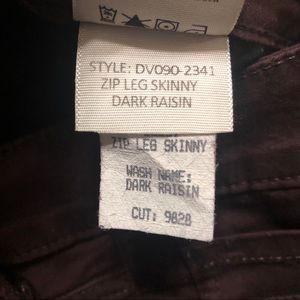 STYLE: DV090-2341
ZIP LEG SKINNY
DARK RAISIN
ZIP LEG SKINNY
WASH NAME:
DARK RAISIN
CUT: 9828